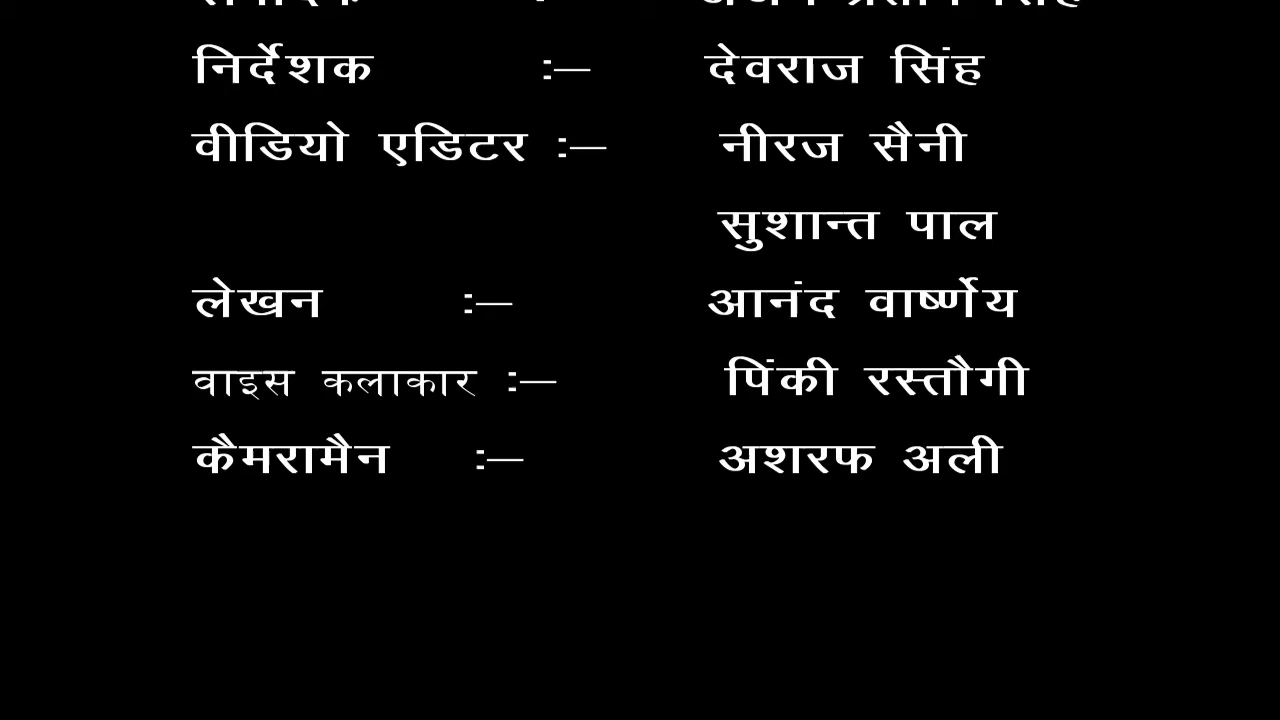 निर्देशक :— देवराज सिंह
वीडियो एडिटर :— नीरज सैनी
सुशान्त पाल
लेखन :— आनंद वार्ष्णेय
वाइस कलाकार :— पिंकी रस्तौगी
कैमरामैन :— अशरफ अली